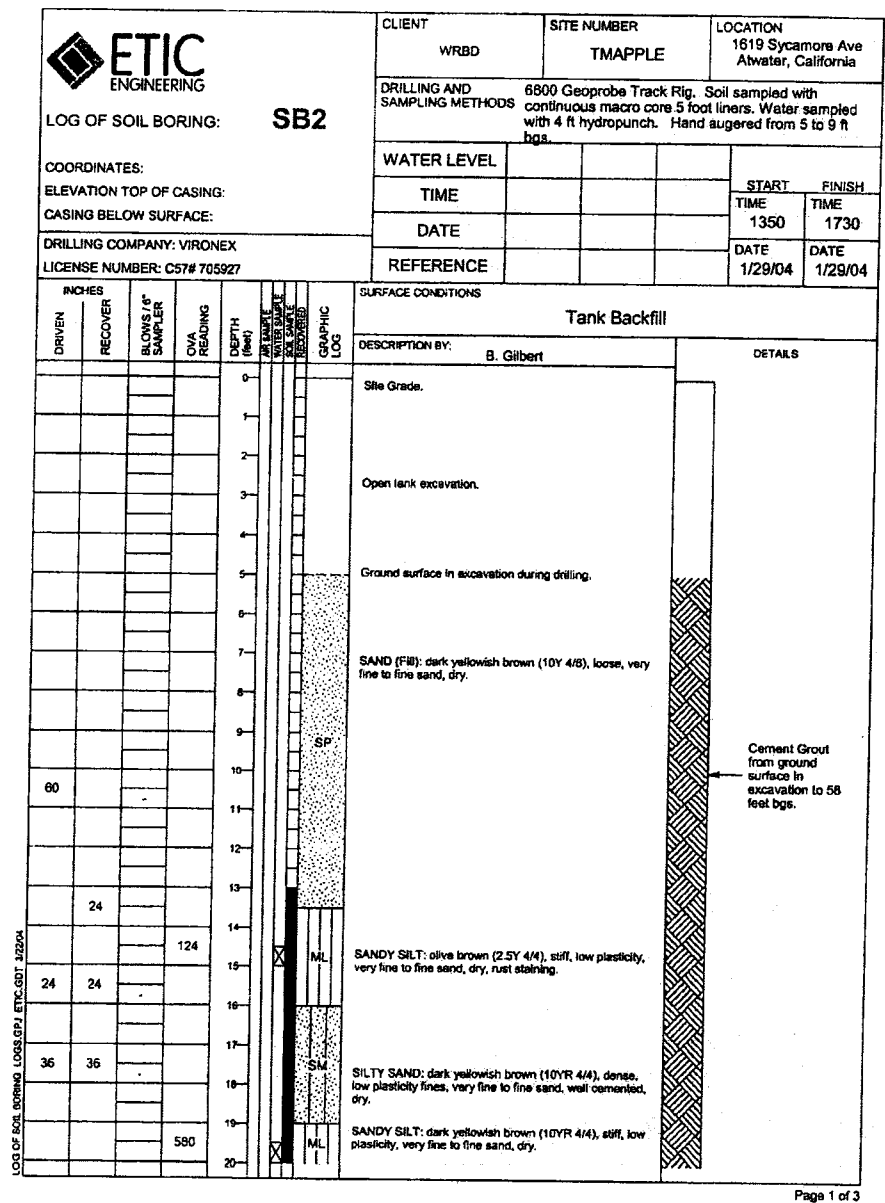 ETIC
ENGINEERING
LOG OF SOIL BORING: SB2
COORDINATES:
ELEVATION TOP OF CASING:
CASING BELOW SURFACE:
DRILLING COMPANY: VIRONEX
LICENSE NUMBER: C57# 705927
CLIENT
WRBD
SITE NUMBER
TMAPPLE
LOCATION
1619 Sycamore Ave
Atwater, California
DRILLING AND
SAMPLING METHODS
6600 Geoprobe Track Rig. Soil sampled with
continuous macro core 5 foot liners. Water sampled
with 4 ft hydropunch. Hand augered from 5 to 9 ft
bgs.
WATER LEVEL
TIME
DATE
REFERENCE
START FINISH
TIME TIME
1350 1730
DATE DATE
1/29/04 1/29/04
INCHES
DRIVEN
RECOVER
BLOWS / 6"
SAMPLER
OVA
READING
DEPTH
(feet)
AIR SAMPLE
WATER SAMPLE
SOIL SAMPLE
RECOVERED
GRAPHIC
LOG
SURFACE CONDITIONS
Tank Backfill
DESCRIPTION BY:
B. Gilbert
DETAILS
0
Site Grade.
1
2
Open tank excavation.
3
4
5
Ground surface in excavation during drilling.
6
7
SAND (Fill): dark yellowish brown (10Y 4/6), loose, very
fine to fine sand, dry.
8
9
SP
10
60
Cement Grout
from ground
surface in
excavation to 58
feet bgs.
11
12
13
24
14
124
ML
SANDY SILT: olive brown (2.5Y 4/4), stiff, low plasticity,
very fine to fine sand, dry, rust staining.
15
24 24
16
17
36 36
SM
SILTY SAND: dark yellowish brown (10YR 4/4), dense,
low plasticity fines, very fine to fine sand, well cemented,
dry.
18
19
580
ML
SANDY SILT: dark yellowish brown (10YR 4/4), stiff, low
plasticity, very fine to fine sand, dry.
20
LOG OF SOIL BORING LOGS.GPJ ETIC.GDT 3/22/04
Page 1 of 3